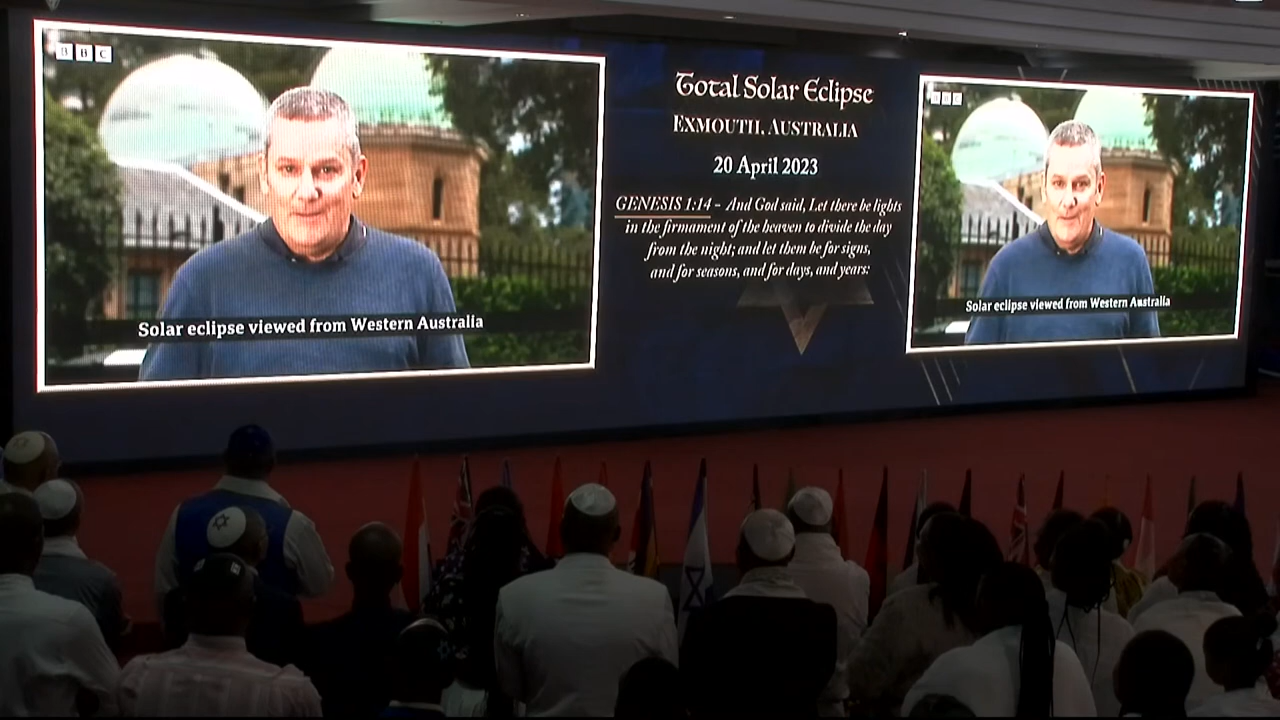 BBC
Solar eclipse viewed from Western Australia
Total Solar Eclipse
EXMOUTH, AUSTRALIA
20 April 2023
GENESIS 1:14 - And God said, Let there be lights
in the firmament of the heaven to divide the day
from the night; and let them be for signs,
and for seasons, and for days, and years:
BBC
Solar eclipse viewed from Western Australia